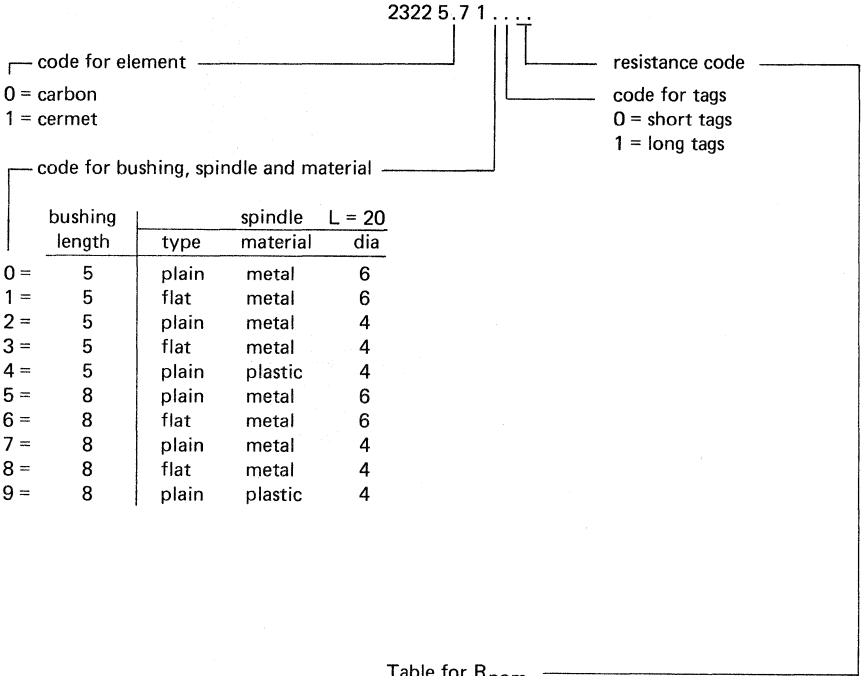 2322 5.7 1 . . . .
code for element
0 = carbon
1 = cermet
resistance code
code for tags
0 = short tags
1 = long tags
code for bushing, spindle and material
bushing spindle L = 20
length type material dia
0 = 5 plain metal 6
1 = 5 flat metal 6
2 = 5 plain metal 4
3 = 5 flat metal 4
4 = 5 plain plastic 4
5 = 8 plain metal 6
6 = 8 flat metal 6
7 = 8 plain metal 4
8 = 8 flat metal 4
9 = 8 plain plastic 4
Table for Rnom